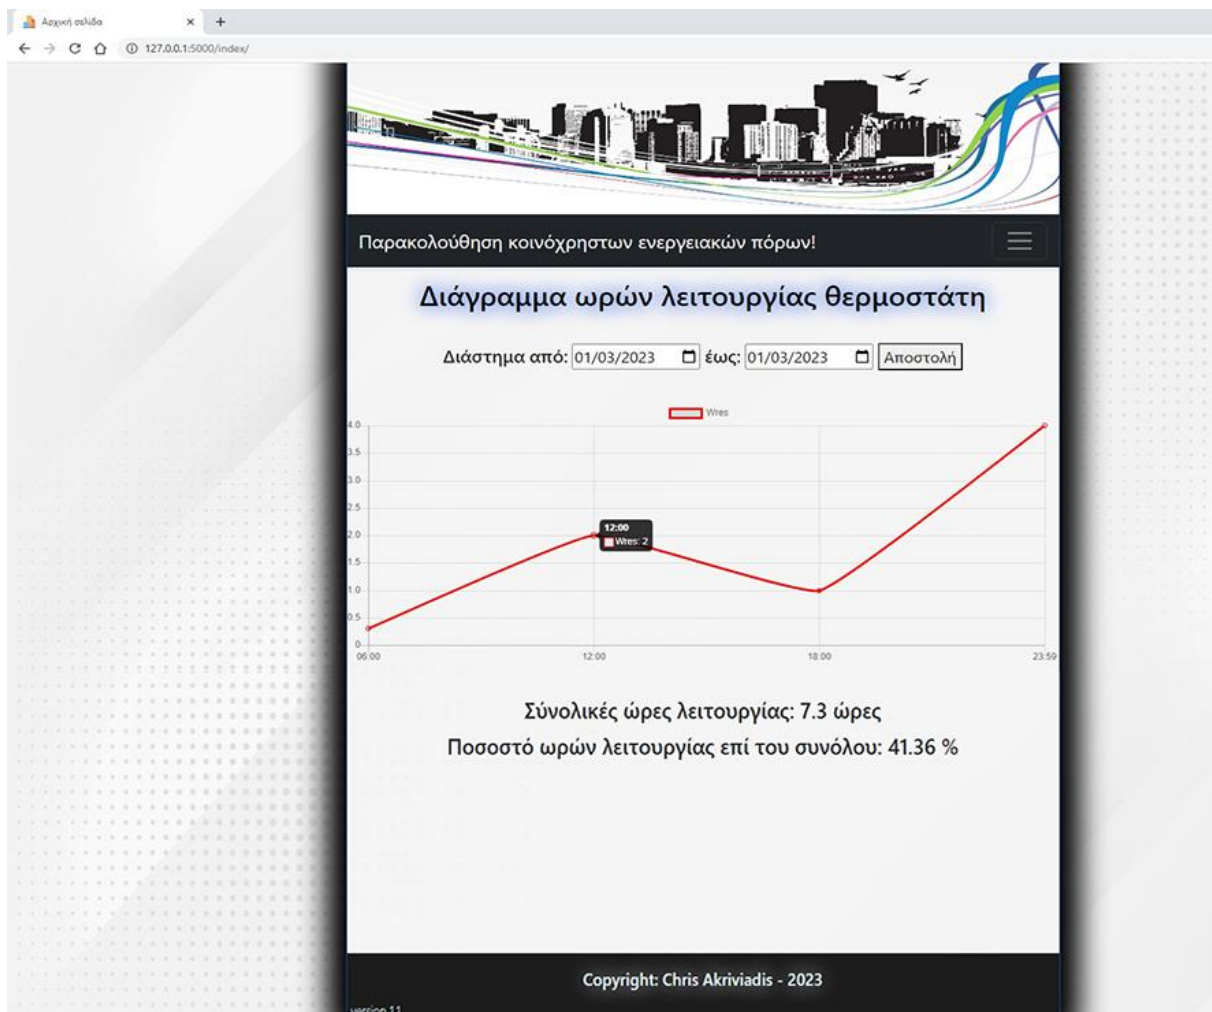 Αρχική σελίδα
127.0.0.1:5000/index/
Παρακολούθηση κοινόχρηστων ενεργειακών πόρων!
Διάγραμμα ωρών λειτουργίας θερμοστάτη
Διάστημα από: 01/03/2023 έως: 01/03/2023 Αποστολή
Wres
4.0
3.5
3.0
2.5
2.0
1.5
1.0
0.5
0
12:00
Wres: 2
06:00 12:00 18:00 23:59
Σύνολικές ώρες λειτουργίας: 7.3 ώρες
Ποσοστό ωρών λειτουργίας επί του συνόλου: 41.36 %
Copyright: Chris Akriviadis - 2023
version 11